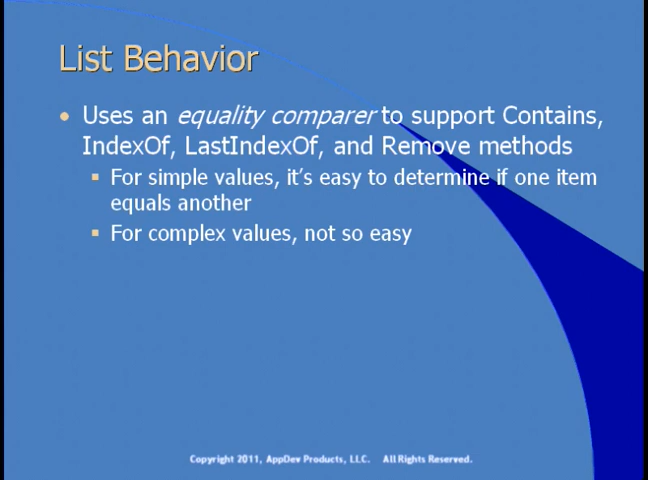 List Behavior
• Uses an equality comparer to support Contains,
IndexOf, LastIndexOf, and Remove methods
▪ For simple values, it's easy to determine if one item
equals another
▪ For complex values, not so easy
Copyright 2011, AppDev Products, LLC. All Rights Reserved.